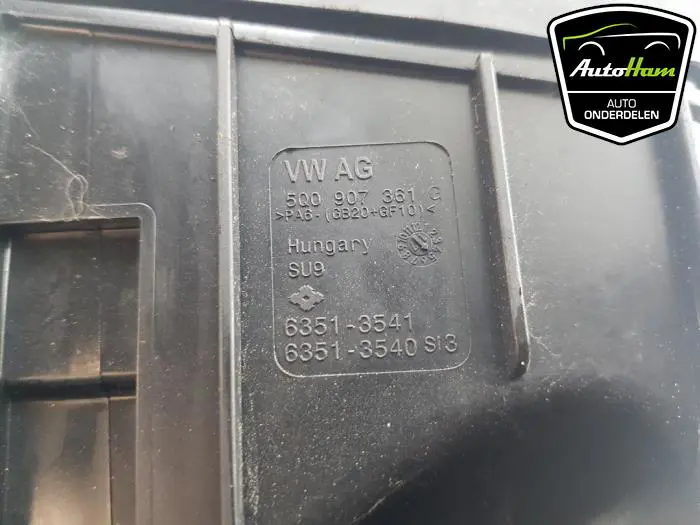 AutoHam
AUTO
ONDERDELEN
VW AG
5Q0 907 361 G
>PA6-(GB20+GF10)<
Hungary
SU9
6351-3541
6351-3540 SI3